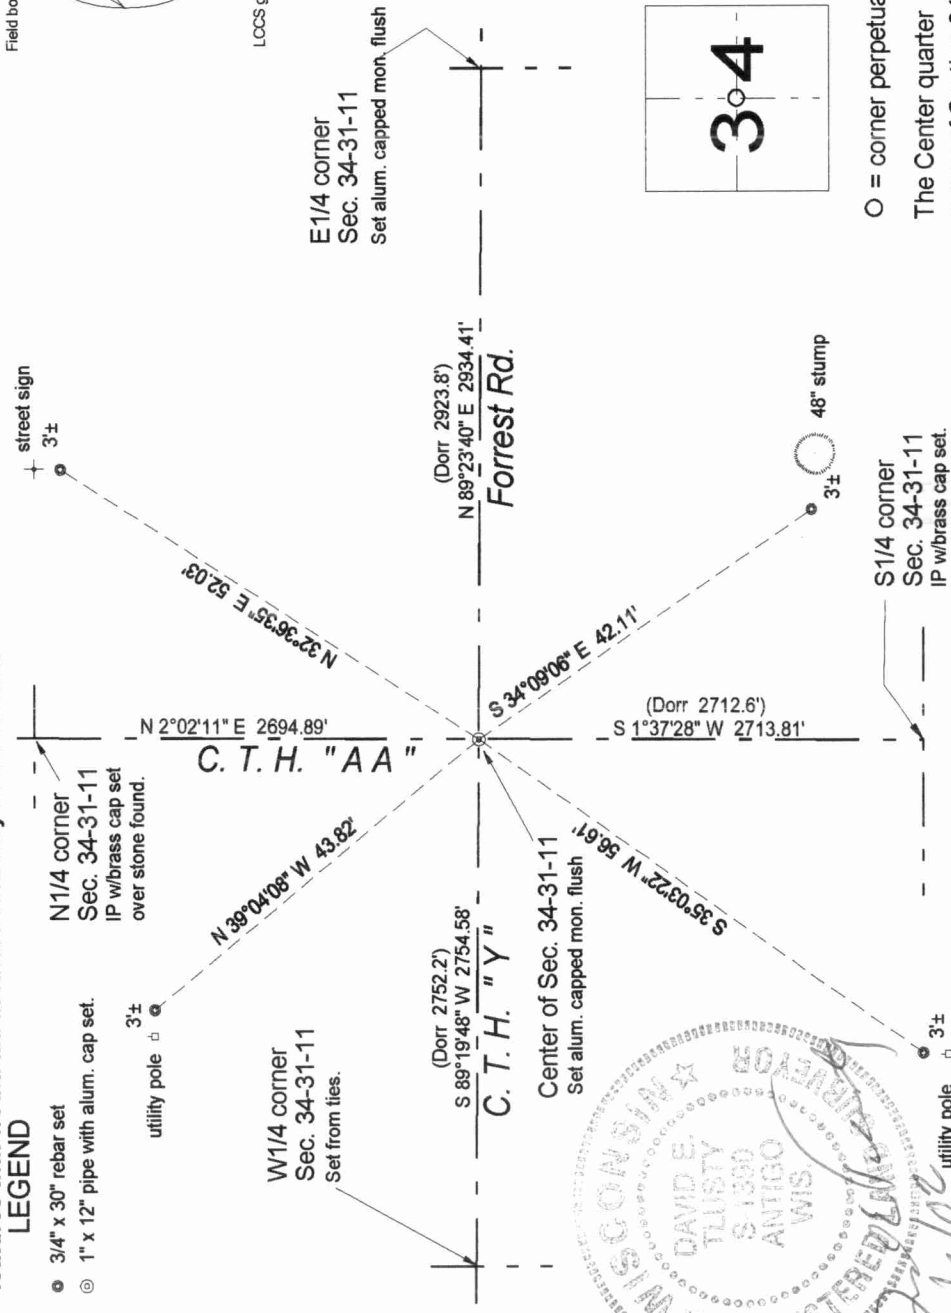 LEGEND
3/4" x 30" rebar set
1" x 12" pipe with alum. cap set.
N1/4 corner
Sec. 34-31-11
IP w/brass cap set
over stone found.
street sign
3'±
Field bo
LCCS g
E1/4 corner
Sec. 34-31-11
Set alum. capped mon. flush
utility pole
3'±
N 39°04'08" W 43.82'
N 2°02'11" E 2694.89'
C. T. H. "A A"
N 32°36'35" E 52.03'
(Dorr 2923.8')
N 89°23'40" E 2934.41'
Forrest Rd.
W1/4 corner
Sec. 34-31-11
Set from ties.
(Dorr 2752.2')
S 89°19'48" W 2754.58'
C. T. H. "Y"
Center of Sec. 34-31-11
Set alum. capped mon. flush
S 34°09'06" E 42.11'
(Dorr 2712.6')
S 1°37'28" W 2713.81'
S 35°03'22" W 56.61'
3'±
48" stump
34
O = corner perpetua
The Center quarter
S1/4 corner
Sec. 34-31-11
IP w/brass cap set.
3'±
utility pole
WISCONSIN
DAVID E.
TLUSTY
ANTIGO
WIS.
SURVEYOR